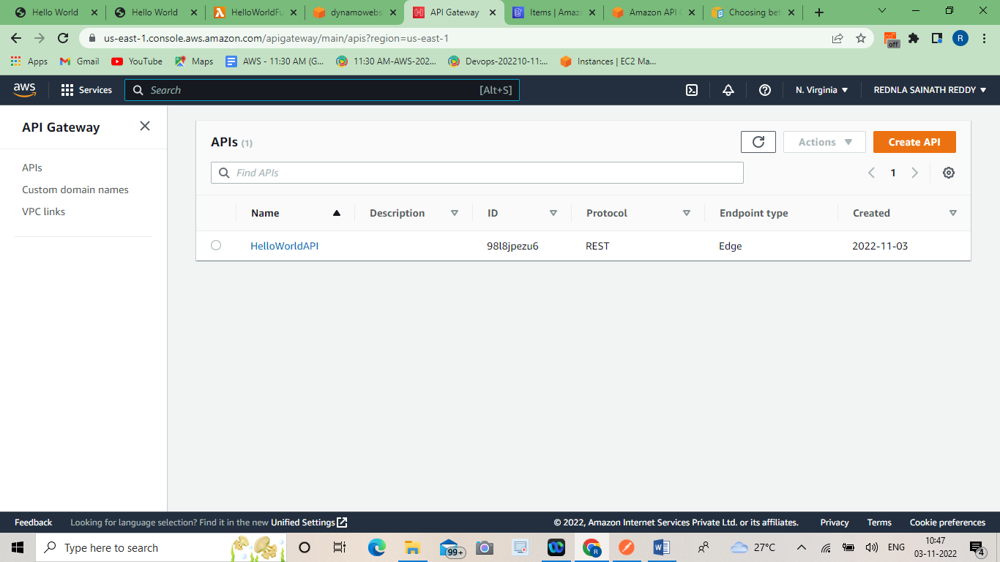 Hello World
Hello World
HelloWorldFu
dynamowebs
API Gateway
Items | Amaz
Amazon API G
Choosing bet
us-east-1.console.aws.amazon.com/apigateway/main/apis?region=us-east-1
off
R
Apps
Gmail
YouTube
Maps
AWS - 11:30 AM (G...
11:30 AM-AWS-202...
Devops-202210-11:...
Instances | EC2 Ma...
aws
Services
Search
[Alt+S]
N. Virginia
REDNLA SAINATH REDDY
API Gateway
APIs
Custom domain names
VPC links
APIs (1)
Actions
Create API
Find APIs
1
Name
Description
ID
Protocol
Endpoint type
Created
HelloWorldAPI
98l8jpezu6
REST
Edge
2022-11-03
Feedback
Looking for language selection? Find it in the new Unified Settings
© 2022, Amazon Internet Services Private Ltd. or its affiliates.
Privacy
Terms
Cookie preferences
Type here to search
99+
R
27°C
ENG
10:47
03-11-2022
4